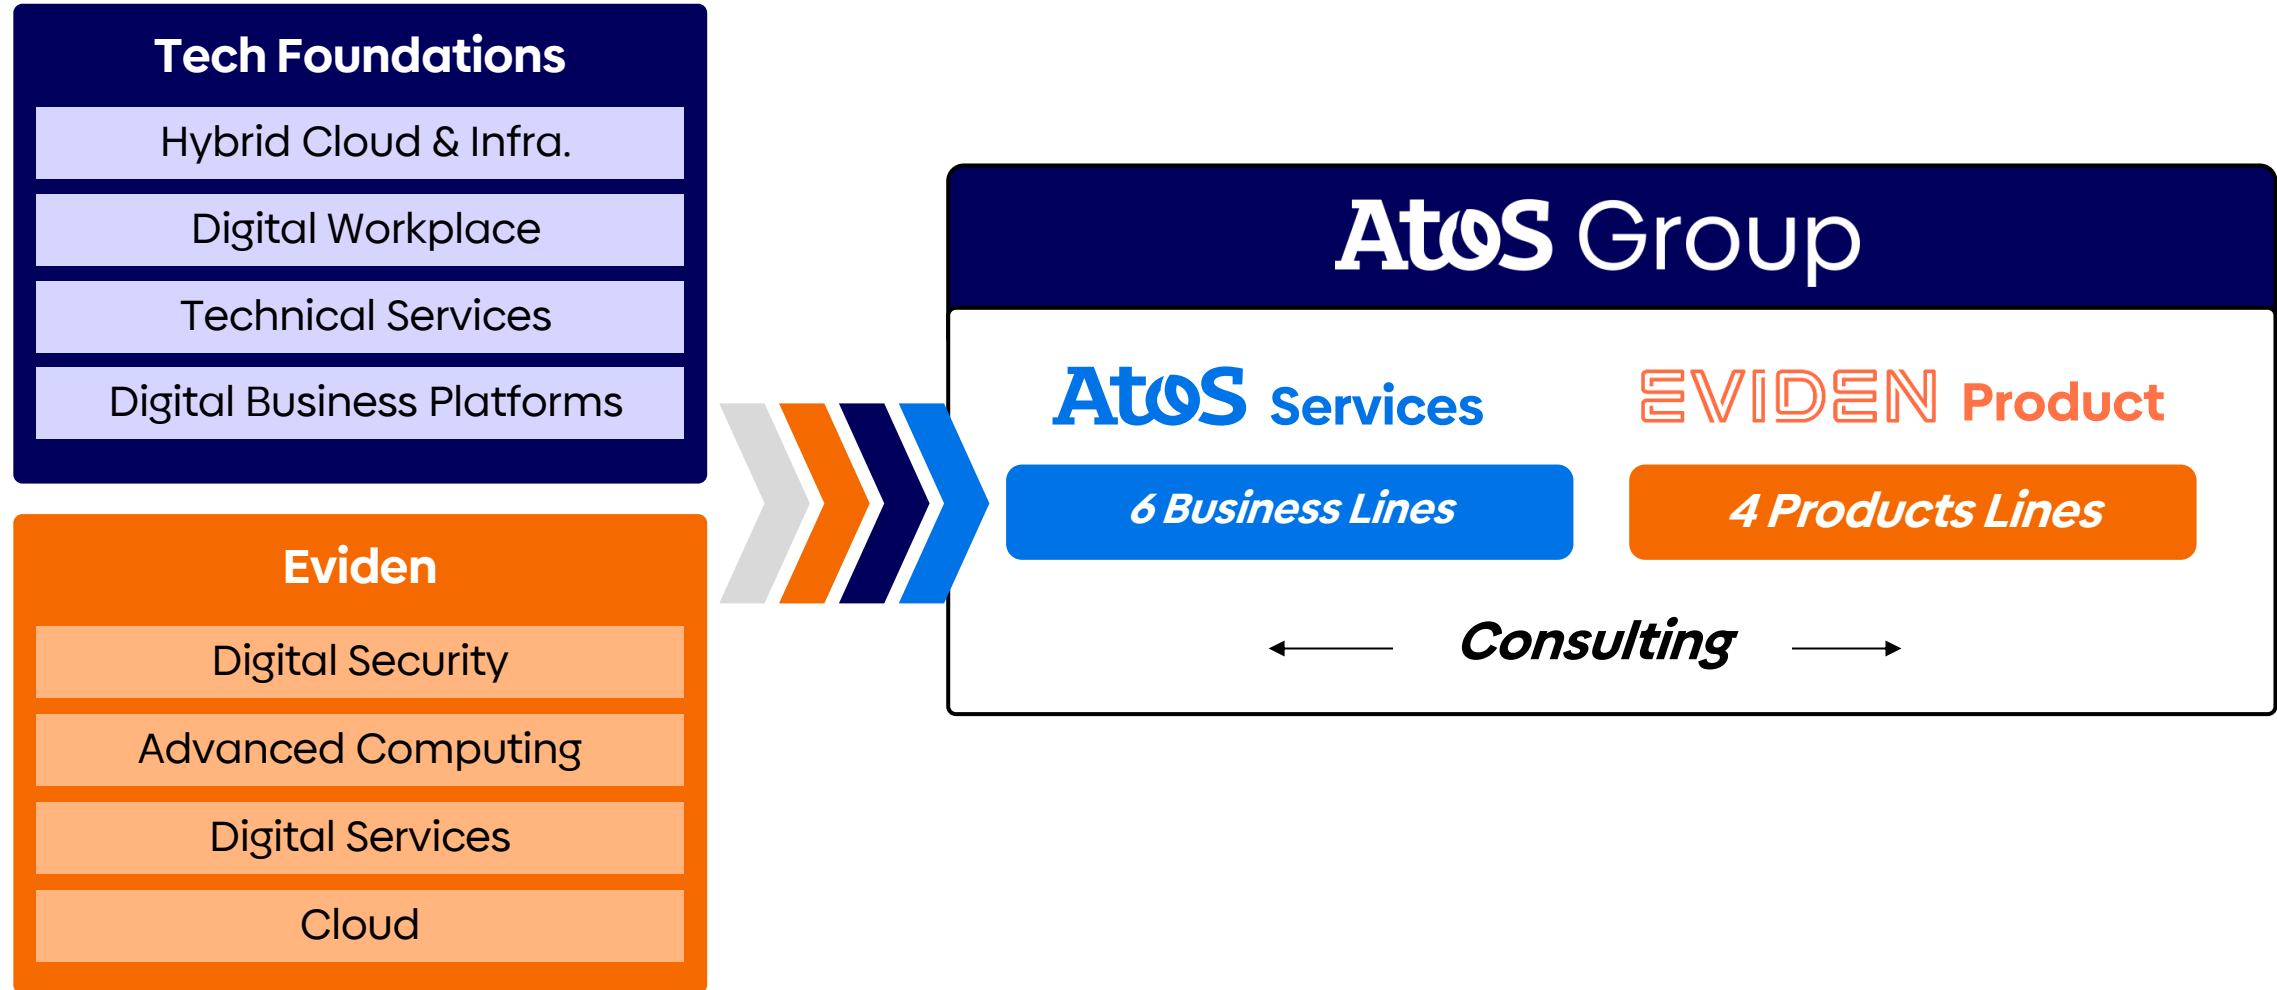 Tech Foundations
Hybrid Cloud & Infra.
Digital Workplace
Technical Services
Digital Business Platforms
Eviden
Digital Security
Advanced Computing
Digital Services
Cloud
Atos Group
Atos Services
EVIDEN Product
6 Business Lines
4 Products Lines
Consulting